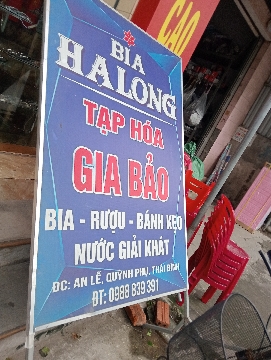 BIA
HALONG
TẠP HÓA
GIA BẢO
BIA - RƯỢU - BÁNH KẸO
NƯỚC GIẢI KHÁT
ĐC: AN LỄ, QUỲNH PHỤ, THÁI BÌNH
ĐT: 0988 839 391
CAO